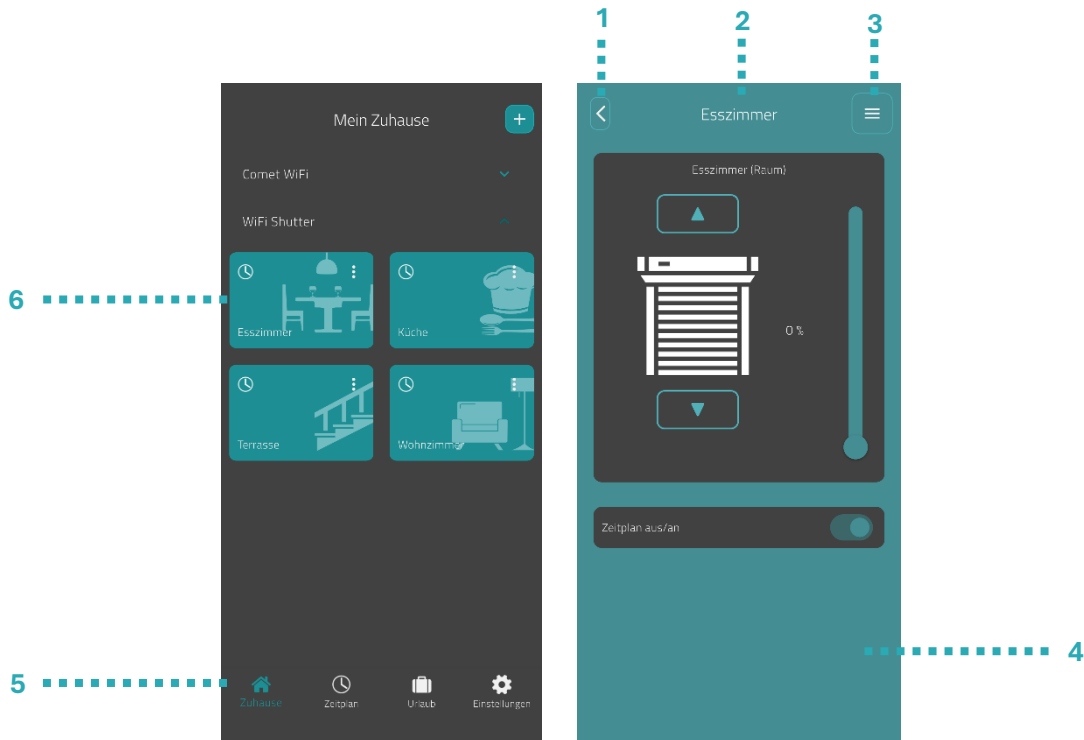 1
2
3
Mein Zuhause
+
Esszimmer
Comet WiFi
WiFi Shutter
Esszimmer (Raum)
6
Esszimmer
Küche
0 %
Terrasse
Wohnzimmer
Zeitplan aus/an
4
5
Zuhause
Zeitplan
Urlaub
Einstellungen